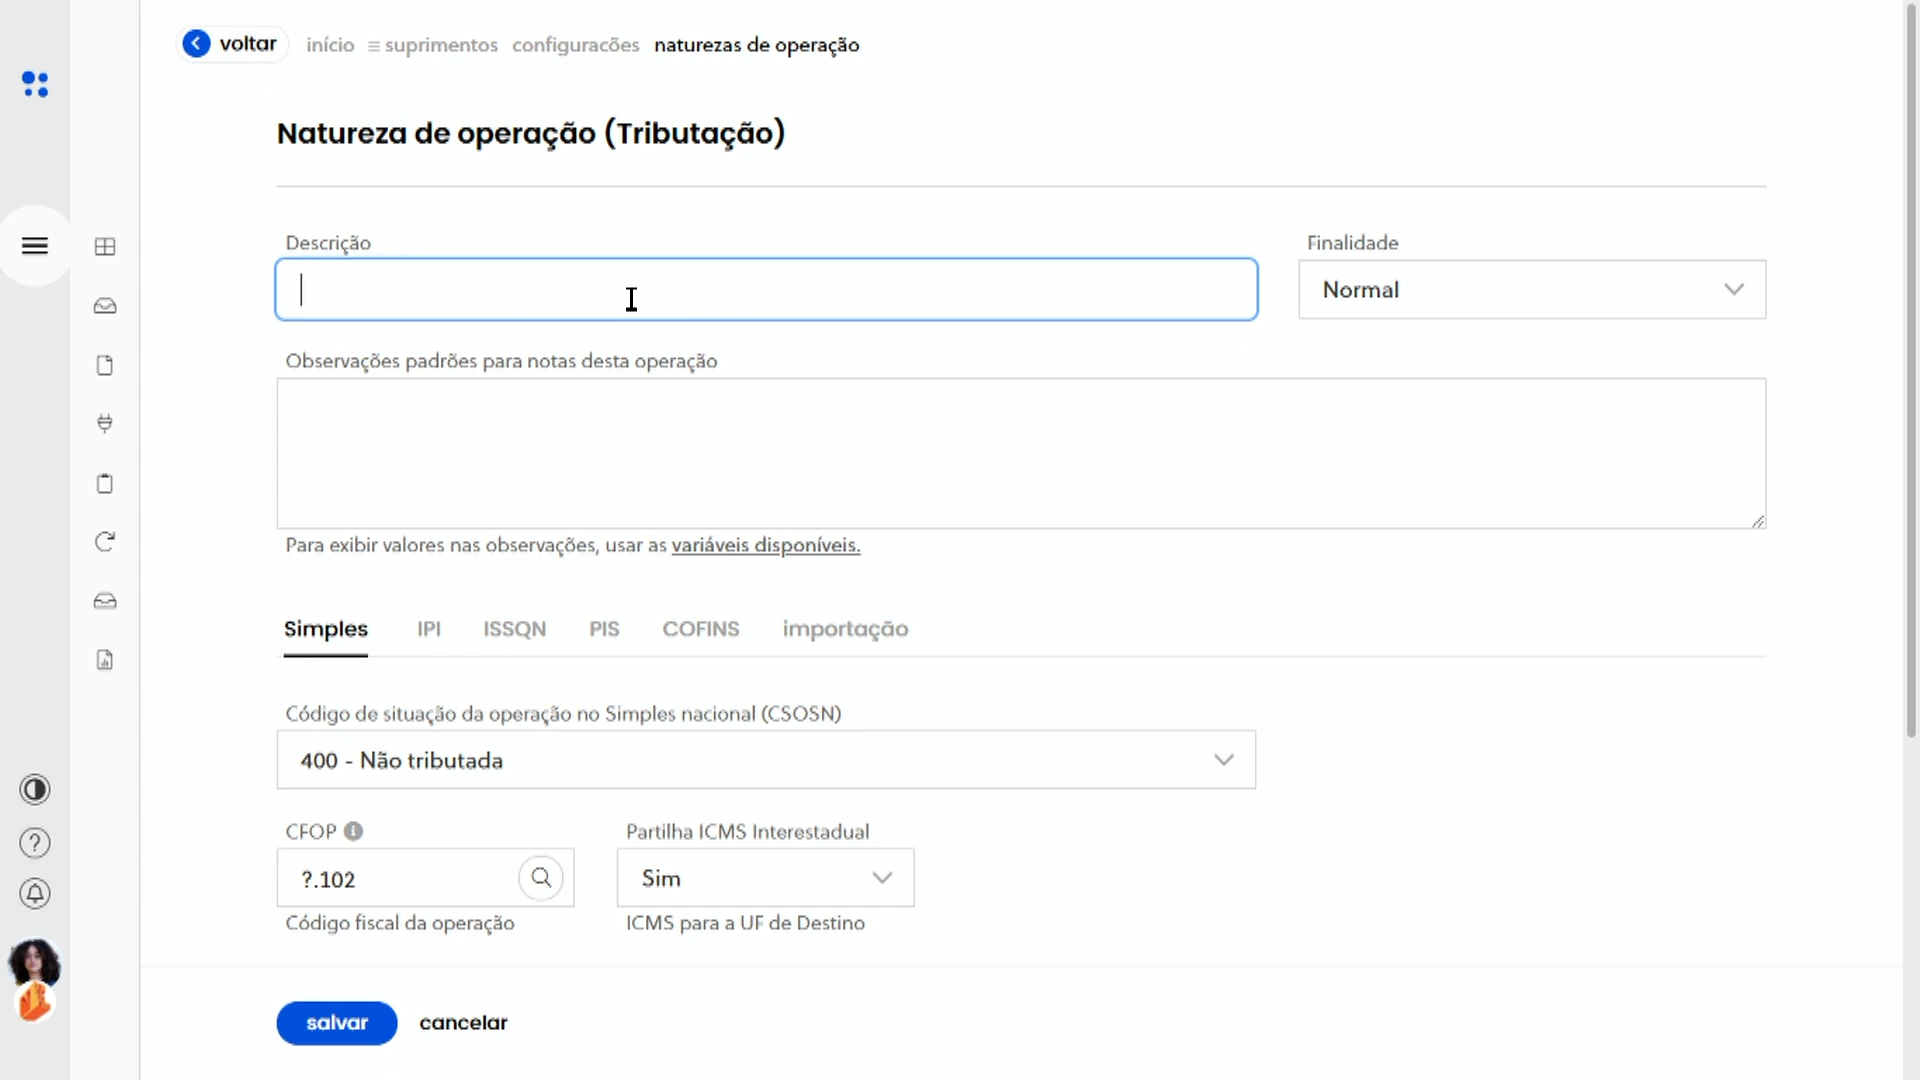 voltar início suprimentos configuracões naturezas de operação
Natureza de operação (Tributação)
Descrição Finalidade
Normal
Observações padrões para notas desta operação
Para exibir valores nas observações, usar as variáveis disponíveis.
Simples IPI ISSQN PIS COFINS importação
Código de situação da operação no Simples nacional (CSOSN)
400 - Não tributada
CFOP Partilha ICMS Interestadual
?.102 Sim
Código fiscal da operação ICMS para a UF de Destino
salvar cancelar